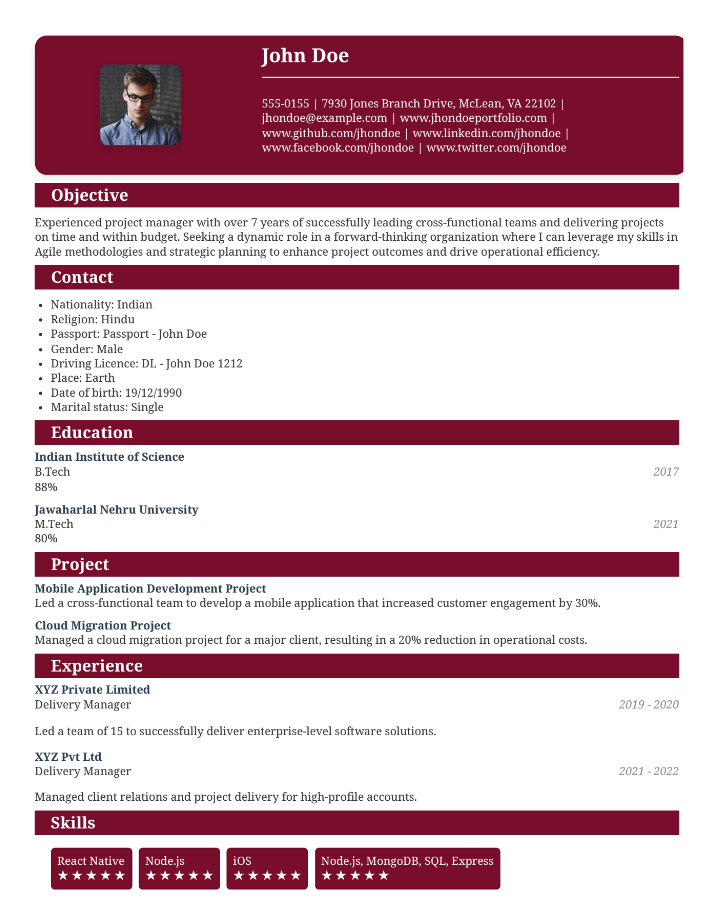 John Doe
555-0155 | 7930 Jones Branch Drive, McLean, VA 22102 |
jhondoe@example.com | www.jhondoeportfolio.com |
www.github.com/jhondoe | www.linkedin.com/jhondoe |
www.facebook.com/jhondoe | www.twitter.com/jhondoe
Objective
Experienced project manager with over 7 years of successfully leading cross-functional teams and delivering projects
on time and within budget. Seeking a dynamic role in a forward-thinking organization where I can leverage my skills in
Agile methodologies and strategic planning to enhance project outcomes and drive operational efficiency.
Contact
• Nationality: Indian
• Religion: Hindu
• Passport: Passport - John Doe
• Gender: Male
• Driving Licence: DL - John Doe 1212
• Place: Earth
• Date of birth: 19/12/1990
• Marital status: Single
Education
Indian Institute of Science
B.Tech 2017
88%
Jawaharlal Nehru University
M.Tech 2021
80%
Project
Mobile Application Development Project
Led a cross-functional team to develop a mobile application that increased customer engagement by 30%.
Cloud Migration Project
Managed a cloud migration project for a major client, resulting in a 20% reduction in operational costs.
Experience
XYZ Private Limited
Delivery Manager 2019 - 2020
Led a team of 15 to successfully deliver enterprise-level software solutions.
XYZ Pvt Ltd
Delivery Manager 2021 - 2022
Managed client relations and project delivery for high-profile accounts.
Skills
React Native Node.js iOS Node.js, MongoDB, SQL, Express
★★★★★ ★★★★★ ★★★★★ ★★★★★